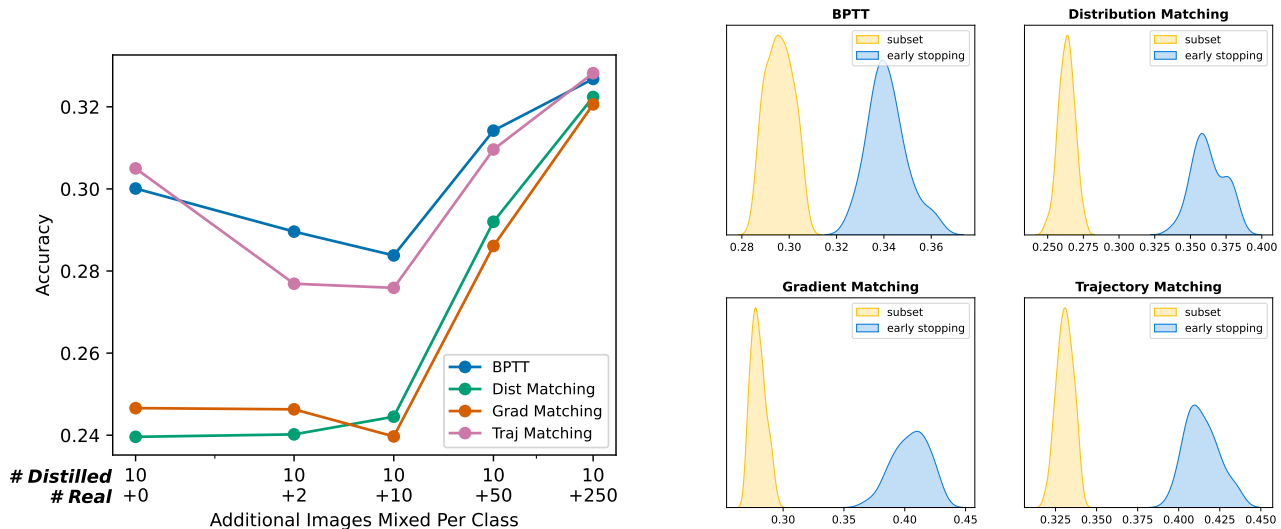 0.32
0.30
0.28
0.26
0.24
Accuracy
BPTT
Dist Matching
Grad Matching
Traj Matching
# Distilled 10 10 10 10 10
# Real +0 +2 +10 +50 +250
Additional Images Mixed Per Class
BPTT
subset
early stopping
0.28 0.30 0.32 0.34 0.36
Distribution Matching
subset
early stopping
0.250 0.275 0.300 0.325 0.350 0.375 0.400
Gradient Matching
subset
early stopping
0.30 0.35 0.40 0.45
Trajectory Matching
subset
early stopping
0.325 0.350 0.375 0.400 0.425 0.450